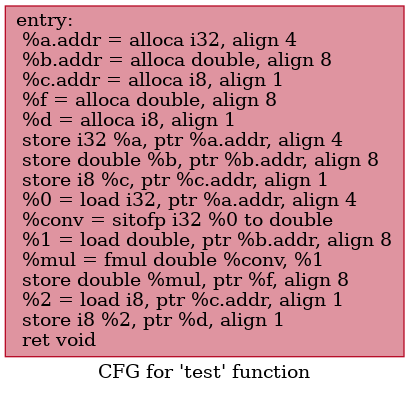 entry:
%a.addr = alloca i32, align 4
%b.addr = alloca double, align 8
%c.addr = alloca i8, align 1
%f = alloca double, align 8
%d = alloca i8, align 1
store i32 %a, ptr %a.addr, align 4
store double %b, ptr %b.addr, align 8
store i8 %c, ptr %c.addr, align 1
%0 = load i32, ptr %a.addr, align 4
%conv = sitofp i32 %0 to double
%1 = load double, ptr %b.addr, align 8
%mul = fmul double %conv, %1
store double %mul, ptr %f, align 8
%2 = load i8, ptr %c.addr, align 1
store i8 %2, ptr %d, align 1
ret void
CFG for 'test' function